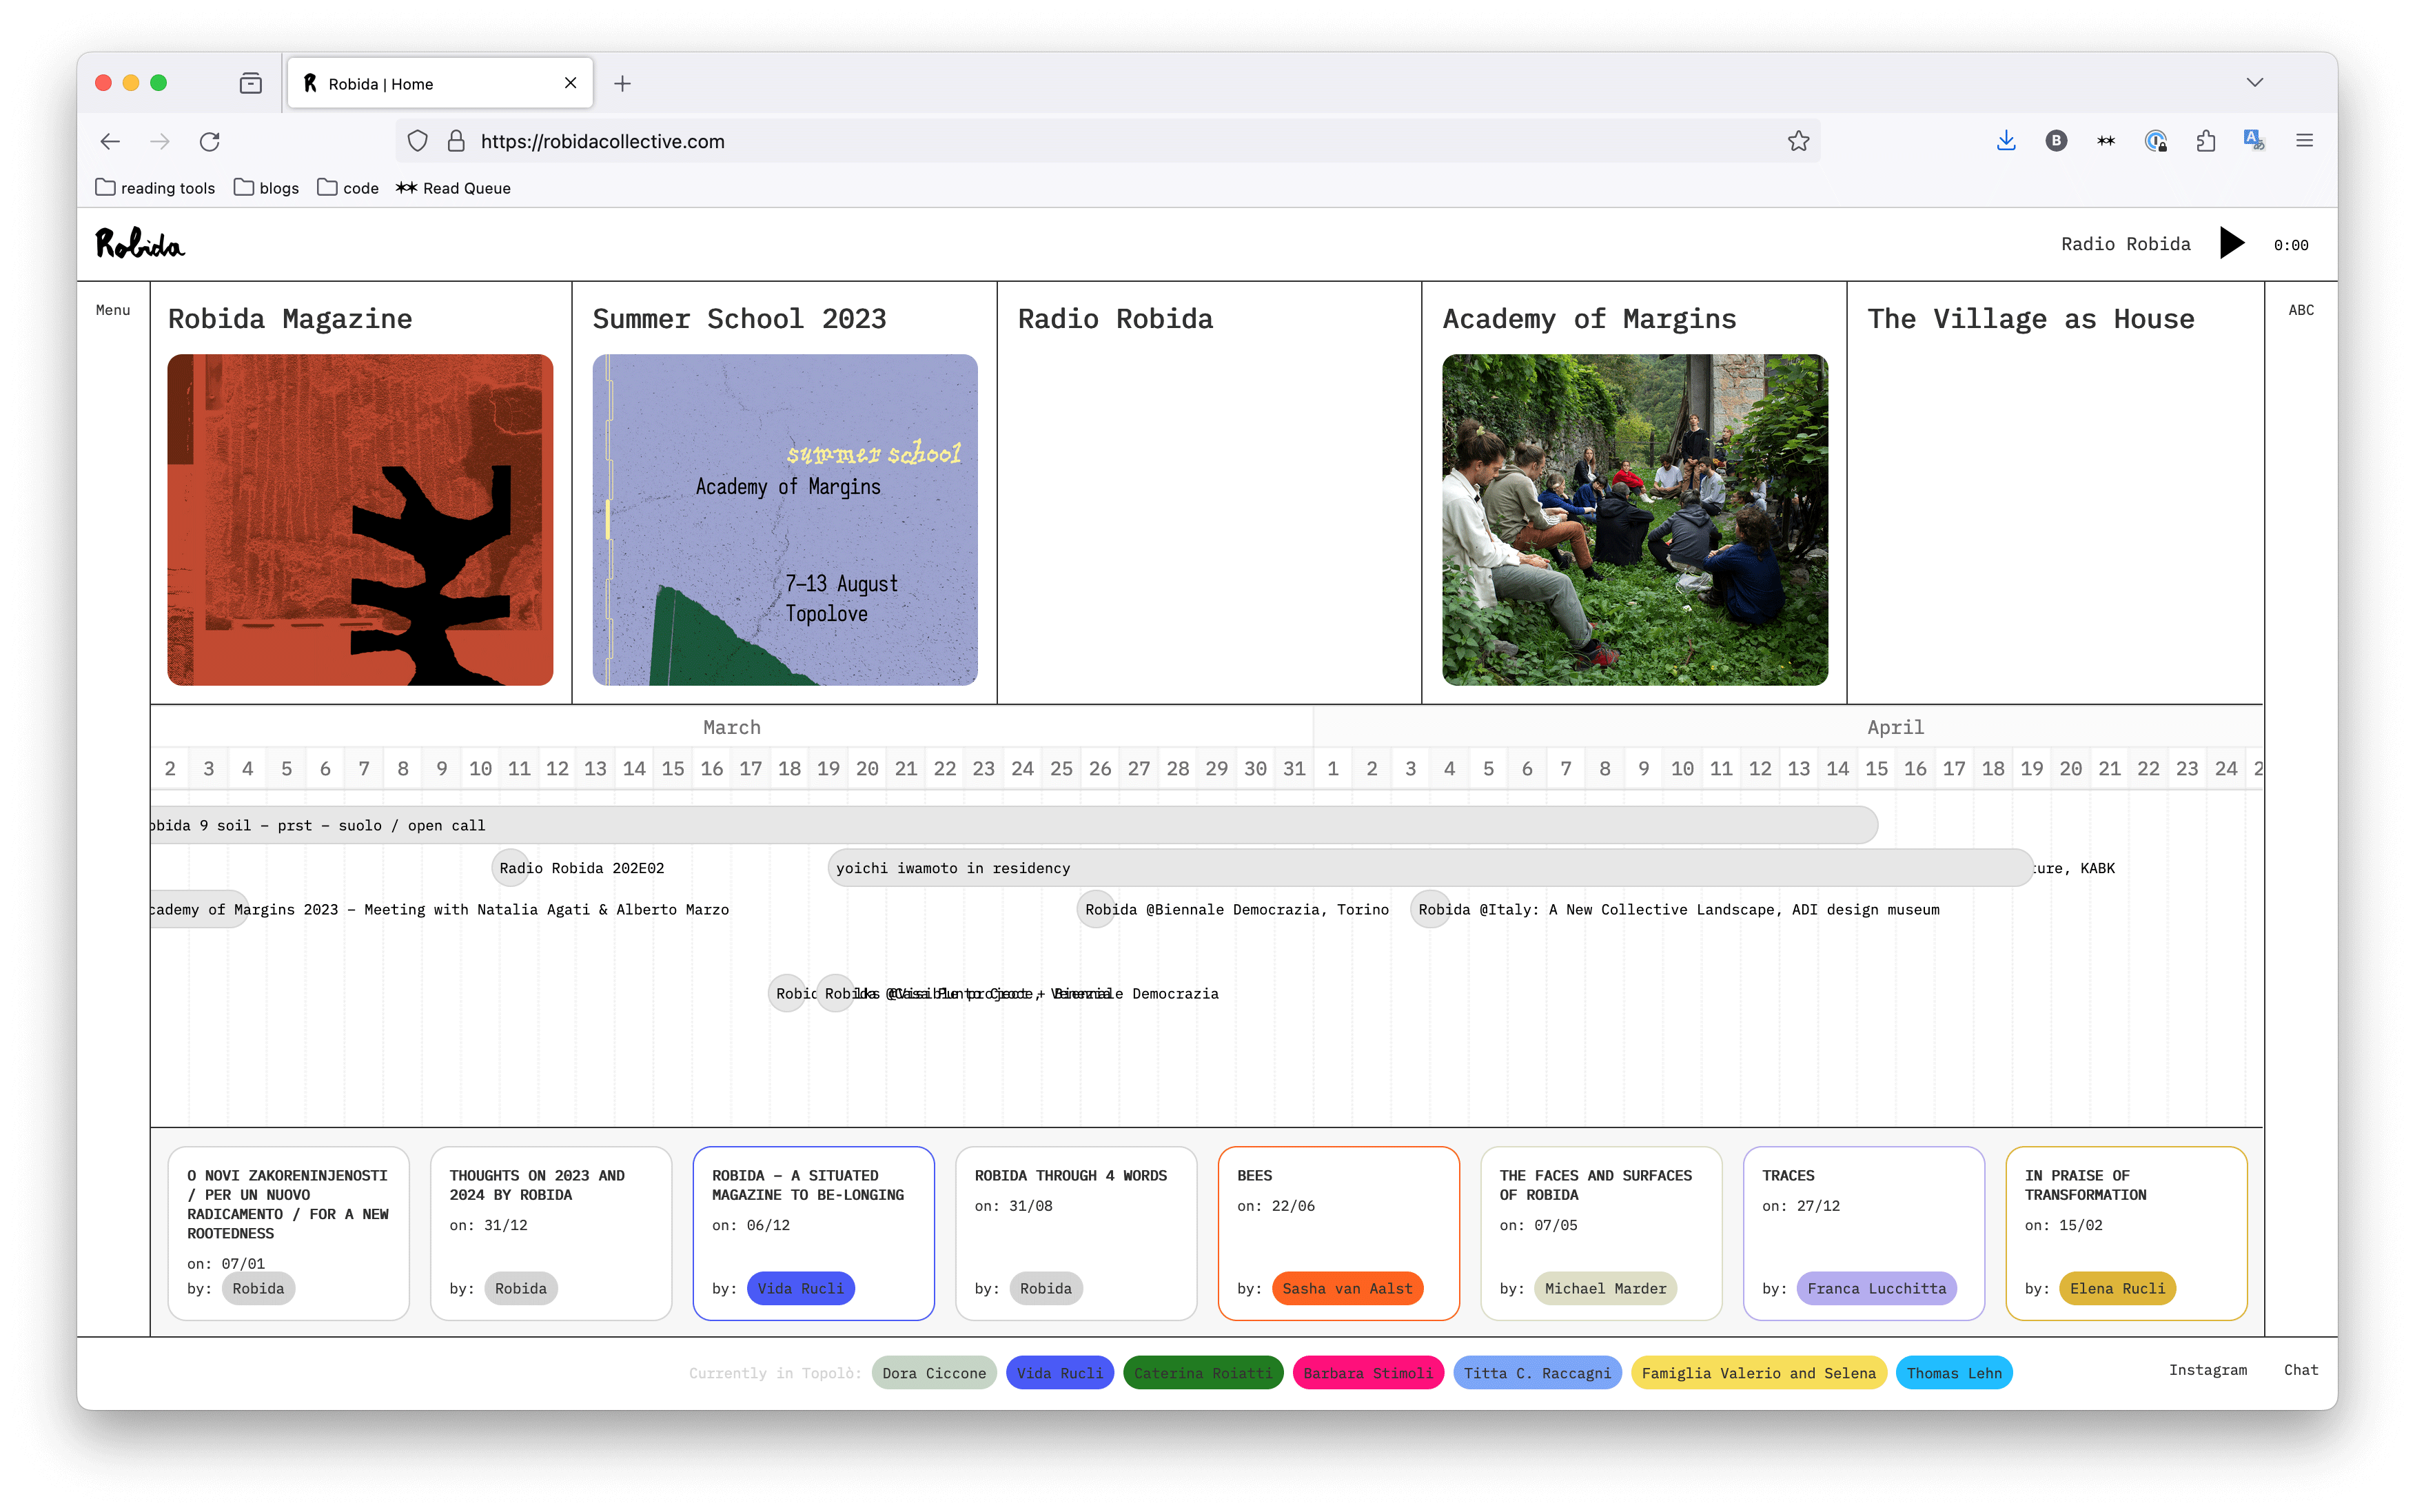 Robida | Home
https://robidacollective.com
B
reading tools blogs code Read Queue
Robida
Radio Robida 0:00
Menu
ABC
Robida Magazine
Summer School 2023
summer school
Academy of Margins
7–13 August
Topolove
Radio Robida
Academy of Margins
The Village as House
March April
2 3 4 5 6 7 8 9 10 11 12 13 14 15 16 17 18 19 20 21 22 23 24 25 26 27 28 29 30 31 1 2 3 4 5 6 7 8 9 10 11 12 13 14 15 16 17 18 19 20 21 22 23 24 2
obida 9 soil – prst – suolo / open call
Radio Robida 202E02
yoichi iwamoto in residency
ture, KABK
cademy of Margins 2023 – Meeting with Natalia Agati & Alberto Marzo
Robida @Biennale Democrazia, Torino
Robida @Italy: A New Collective Landscape, ADI design museum
O NOVI ZAKORENINJENOSTI
/ PER UN NUOVO
RADICAMENTO / FOR A NEW
ROOTEDNESS
on: 07/01
by: Robida
THOUGHTS ON 2023 AND
2024 BY ROBIDA
on: 31/12
by: Robida
ROBIDA – A SITUATED
MAGAZINE TO BE-LONGING
on: 06/12
by: Vida Rucli
ROBIDA THROUGH 4 WORDS
on: 31/08
by: Robida
BEES
on: 22/06
by: Sasha van Aalst
THE FACES AND SURFACES
OF ROBIDA
on: 07/05
by: Michael Marder
TRACES
on: 27/12
by: Franca Lucchitta
IN PRAISE OF
TRANSFORMATION
on: 15/02
by: Elena Rucli
Currently in Topolò: Dora Ciccone Vida Rucli Caterina Roiatti Barbara Stimoli Titta C. Raccagni Famiglia Valerio and Selena Thomas Lehn
Instagram Chat